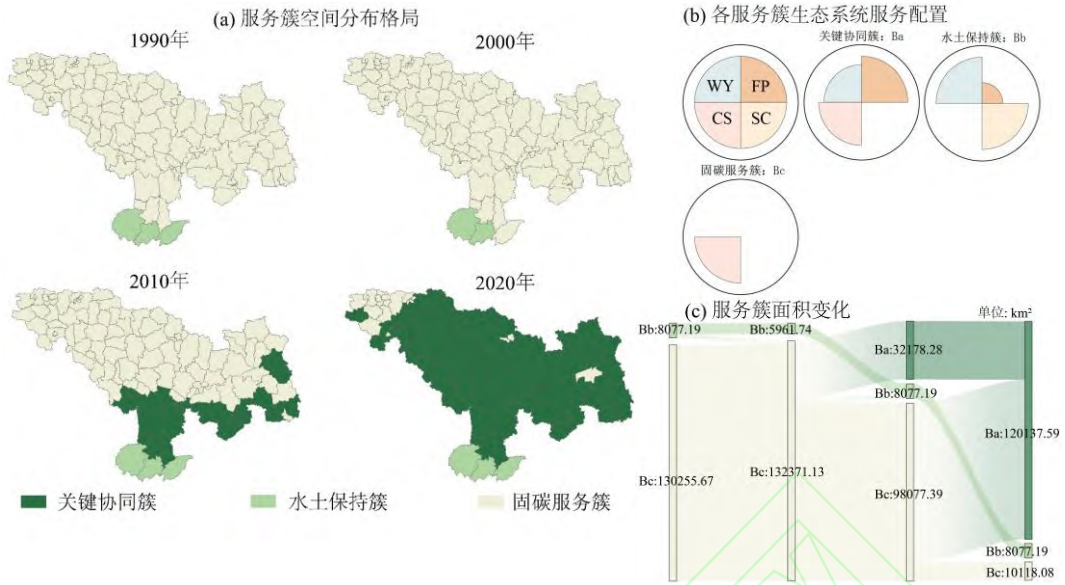 (a) 服务簇空间分布格局
1990年
2000年
2010年
2020年
关键协同簇
水土保持簇
固碳服务簇
(b) 各服务簇生态系统服务配置
WY
FP
CS
SC
关键协同簇：Ba
水土保持簇：Bb
固碳服务簇：Bc
(c) 服务簇面积变化
单位: km²
Bb:8077.19
Bb:5961.74
Ba:32178.28
Bb:8077.19
Ba:120137.59
Bc:130255.67
Bc:132371.13
Bc:98077.39
Bb:8077.19
Bc:10118.08